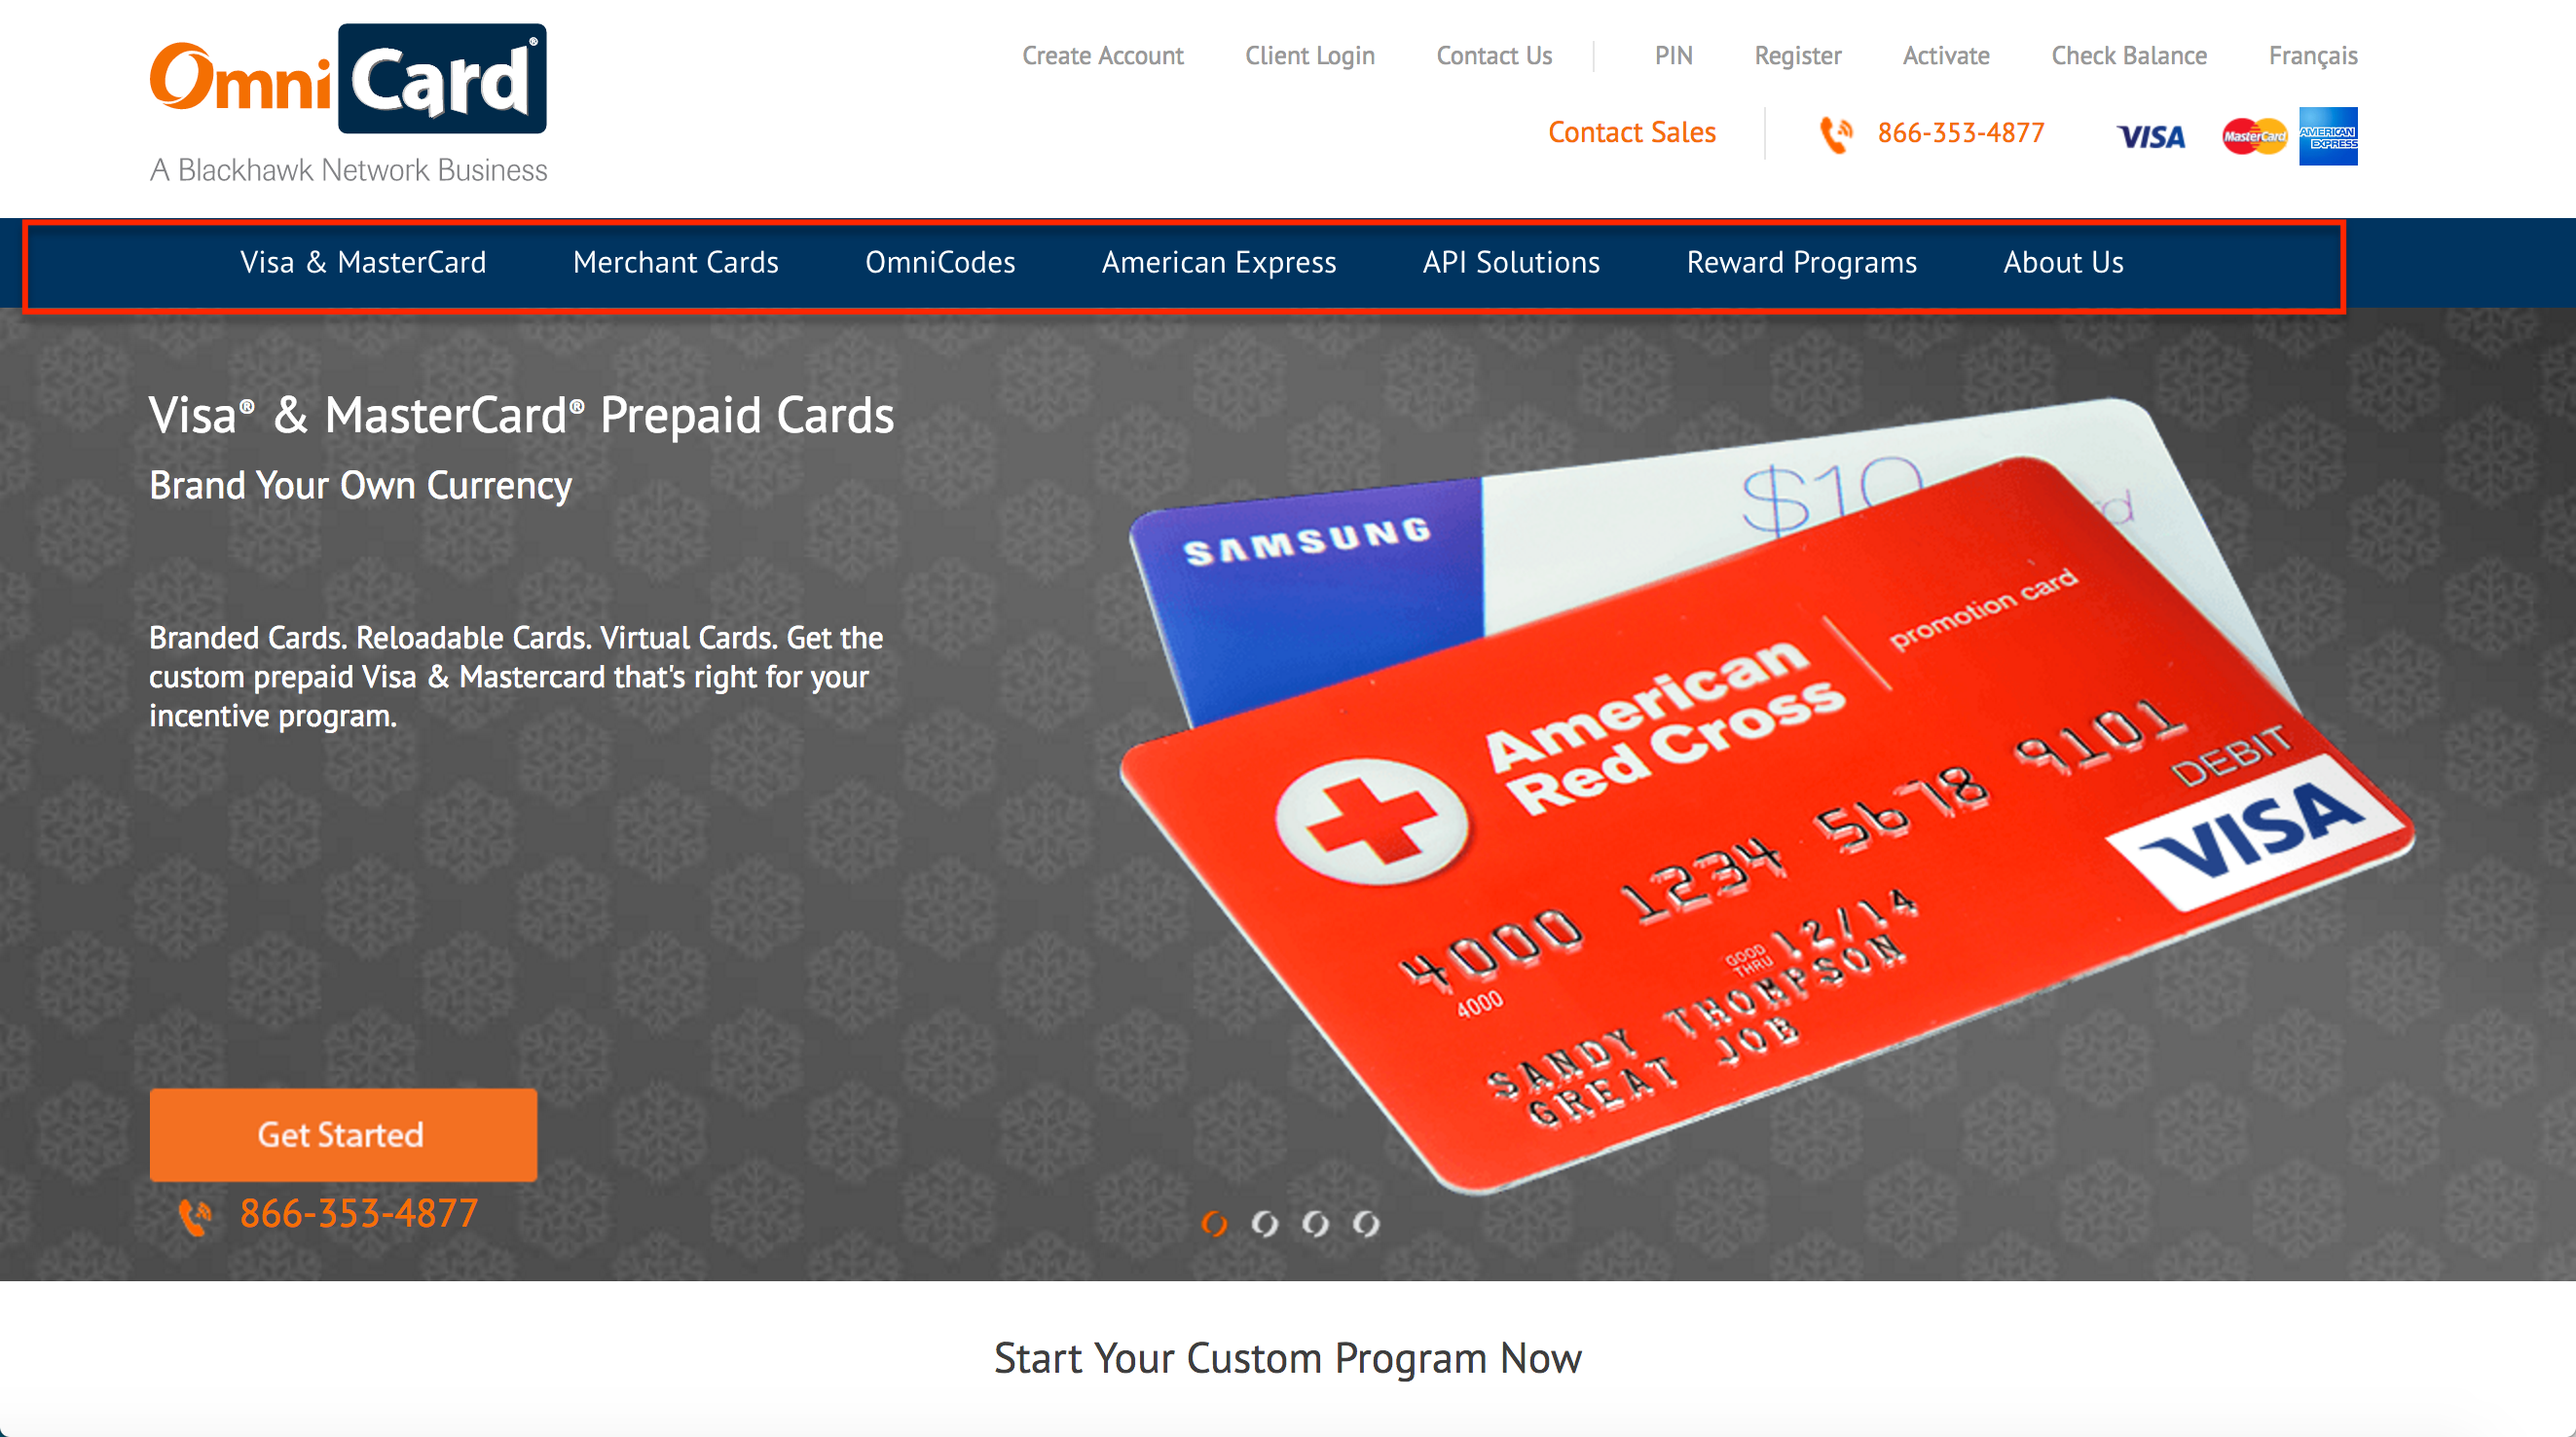 OmniCard®
A Blackhawk Network Business
Create Account Client Login Contact Us PIN Register Activate Check Balance Français
Contact Sales 866-353-4877 VISA MasterCard AMERICAN EXPRESS
Visa & MasterCard Merchant Cards OmniCodes American Express API Solutions Reward Programs About Us
Visa® & MasterCard® Prepaid Cards
Brand Your Own Currency
Branded Cards. Reloadable Cards. Virtual Cards. Get the
custom prepaid Visa & Mastercard that's right for your
incentive program.
Get Started
866-353-4877
SAMSUNG
$10
American
Red Cross
promotion card
4000 1234 5678 9101
DEBIT
VISA
4000
GOOD
THRU
12/14
SANDY THOMPSON
GREAT JOB
Start Your Custom Program Now